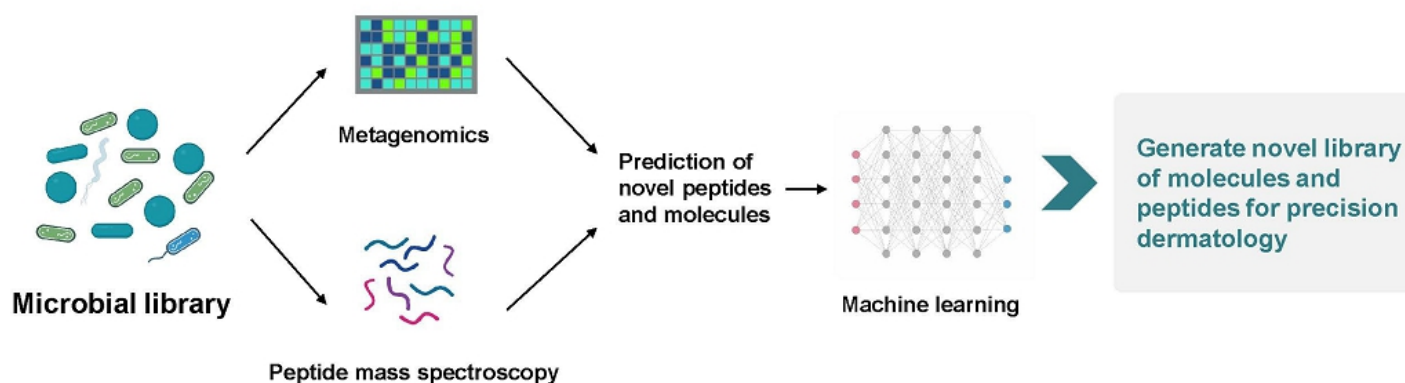 Metagenomics
Microbial library
Peptide mass spectroscopy
Prediction of
novel peptides
and molecules
Machine learning
Generate novel library
of molecules and
peptides for precision
dermatology